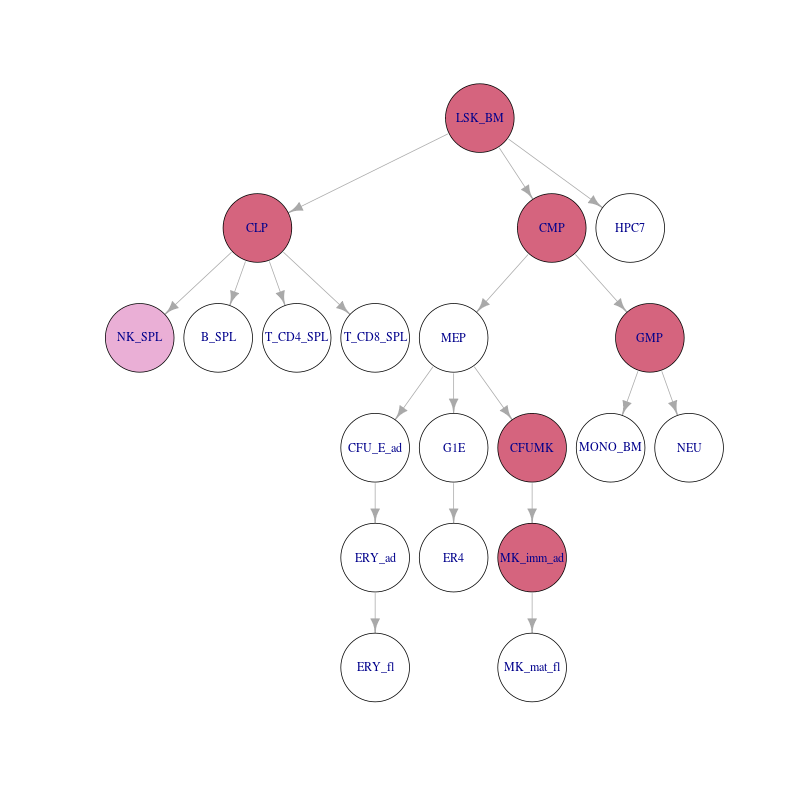 LSK_BM
CLP
CMP
HPC7
NK_SPL
B_SPL
T_CD4_SPL
T_CD8_SPL
MEP
GMP
CFU_E_ad
G1E
CFUMK
MONO_BM
NEU
ERY_ad
ER4
MK_imm_ad
ERY_fl
MK_mat_fl